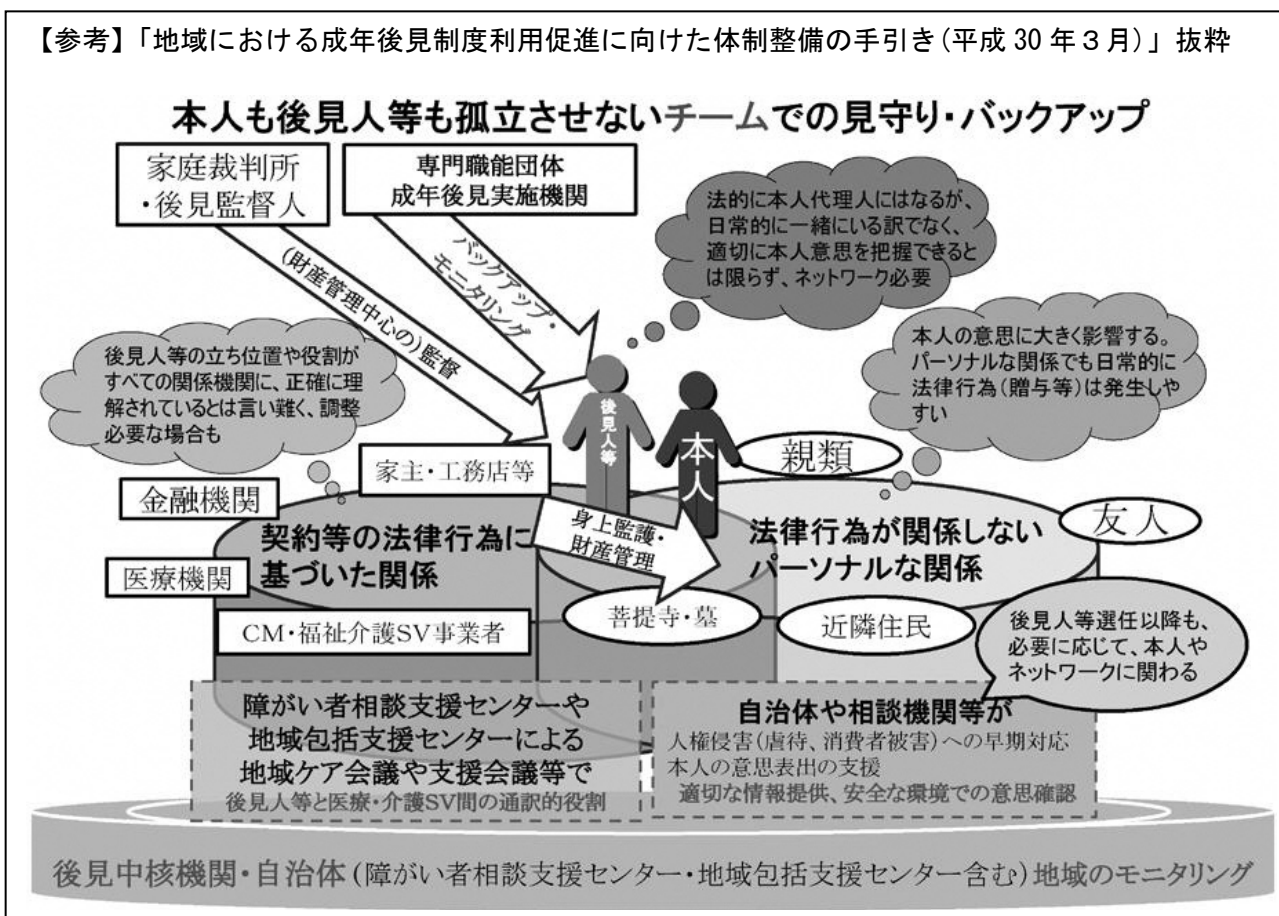 【参考】「地域における成年後見制度利用促進に向けた体制整備の手引き(平成 30 年３月)」抜粋
本人も後見人等も孤立させないチームでの見守り・バックアップ
家庭裁判所
・後見監督人
専門職能団体
成年後見実施機関
法的に本人代理人にはなるが、
日常的に一緒にいる訳でなく、
適切に本人意思を把握できると
は限らず、ネットワーク必要
バックアップ・
モニタリング
(財産管理中心の)監督
後見人等の立ち位置や役割が
すべての関係機関に、正確に理
解されているとは言い難く、調整
必要な場合も
本人の意思に大きく影響する。
パーソナルな関係でも日常的に
法律行為(贈与等)は発生しや
すい
後見人等
本人
家主・工務店等
親類
金融機関
友人
契約等の法律行為に
基づいた関係
身上監護・
財産管理
法律行為が関係しない
パーソナルな関係
医療機関
CM・福祉介護SV事業者
菩提寺・墓
近隣住民
後見人等選任以降も、
必要に応じて、本人や
ネットワークに関わる
障がい者相談支援センターや
地域包括支援センターによる
地域ケア会議や支援会議等で
後見人等と医療・介護SV間の通訳的役割
自治体や相談機関等が
人権侵害(虐待、消費者被害)への早期対応
本人の意思表出の支援
適切な情報提供、安全な環境での意思確認
後見中核機関・自治体(障がい者相談支援センター・地域包括支援センター含む)地域のモニタリング